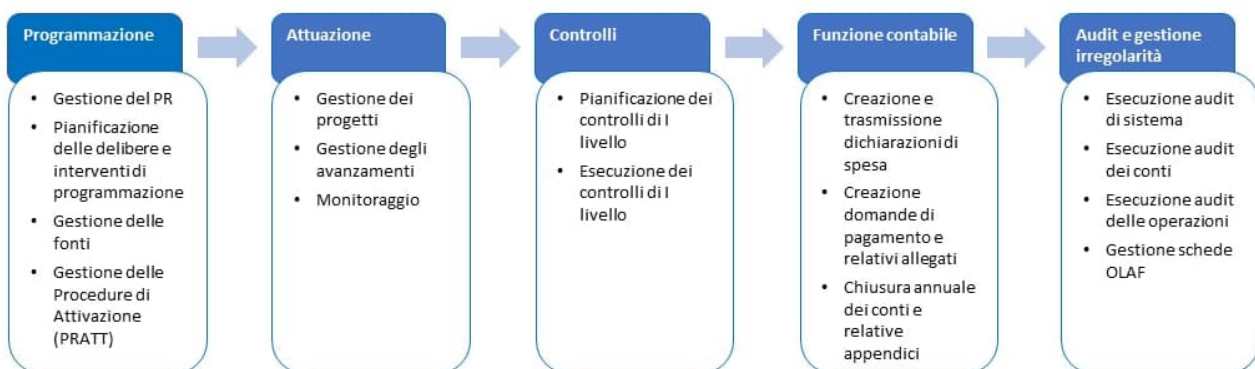 Programmazione
• Gestione del PR
• Pianificazione
delle delibere e
interventi di
programmazione
• Gestione delle
fonti
• Gestione delle
Procedure di
Attivazione
(PRATT)
Attuazione
• Gestione dei
progetti
• Gestione degli
avanzamenti
• Monitoraggio
Controlli
• Pianificazione dei
controlli di I
livello
• Esecuzione dei
controlli di I
livello
Funzione contabile
• Creazione e
trasmissione
dichiarazioni di
spesa
• Creazione
domande di
pagamento e
relativi allegati
• Chiusura annuale
dei conti e
relative
appendici
Audit e gestione
irregolarità
• Esecuzione audit
di sistema
• Esecuzione audit
dei conti
• Esecuzione audit
delle operazioni
• Gestione schede
OLAF